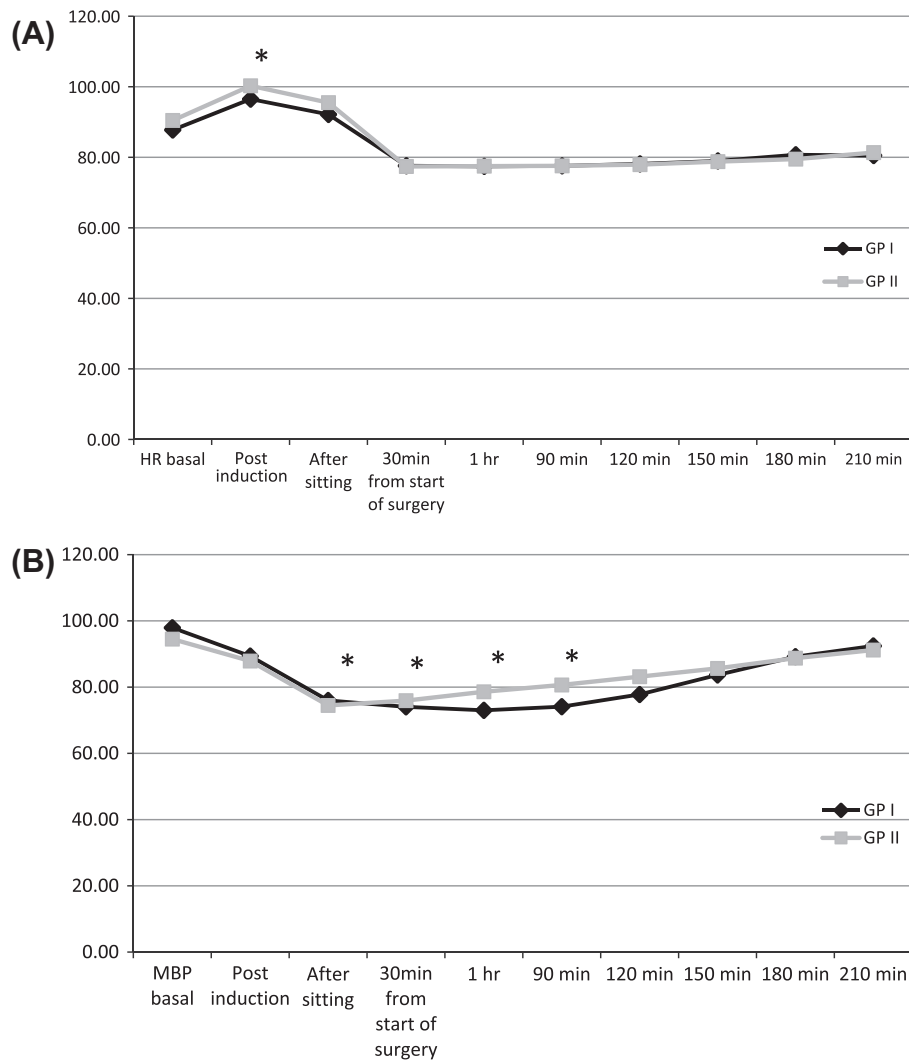 (A)
120.00
*
100.00
80.00
60.00
GP I
GP II
40.00
20.00
0.00
HR basal Post After 30min 1 hr 90 min 120 min 150 min 180 min 210 min
induction sitting from start
of surgery
(B)
120.00
100.00
* * * *
80.00
60.00
GP I
40.00
GP II
20.00
0.00
MBP Post After 30min 1 hr 90 min 120 min 150 min 180 min 210 min
basal induction sitting from
start of
surgery